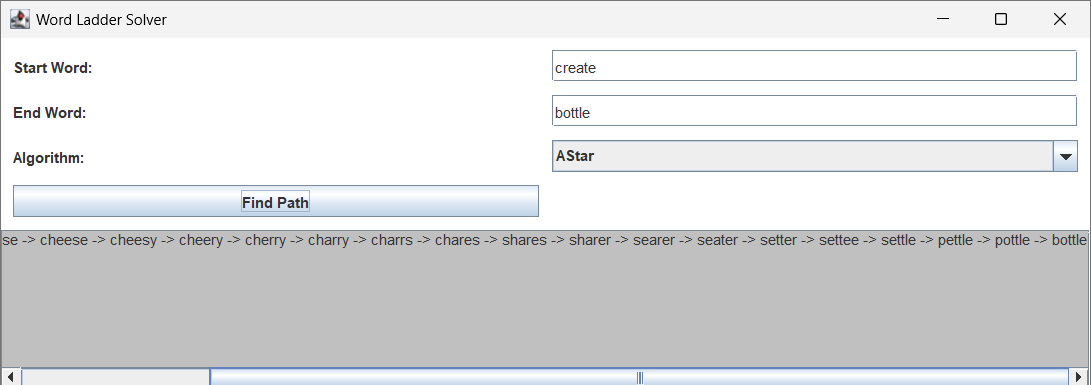 Word Ladder Solver
Start Word:
create
End Word:
bottle
Algorithm:
AStar
Find Path
se -> cheese -> cheesy -> cheery -> cherry -> charry -> charrs -> chares -> shares -> sharer -> searer -> seater -> setter -> settee -> settle -> pettle -> pottle -> bottle